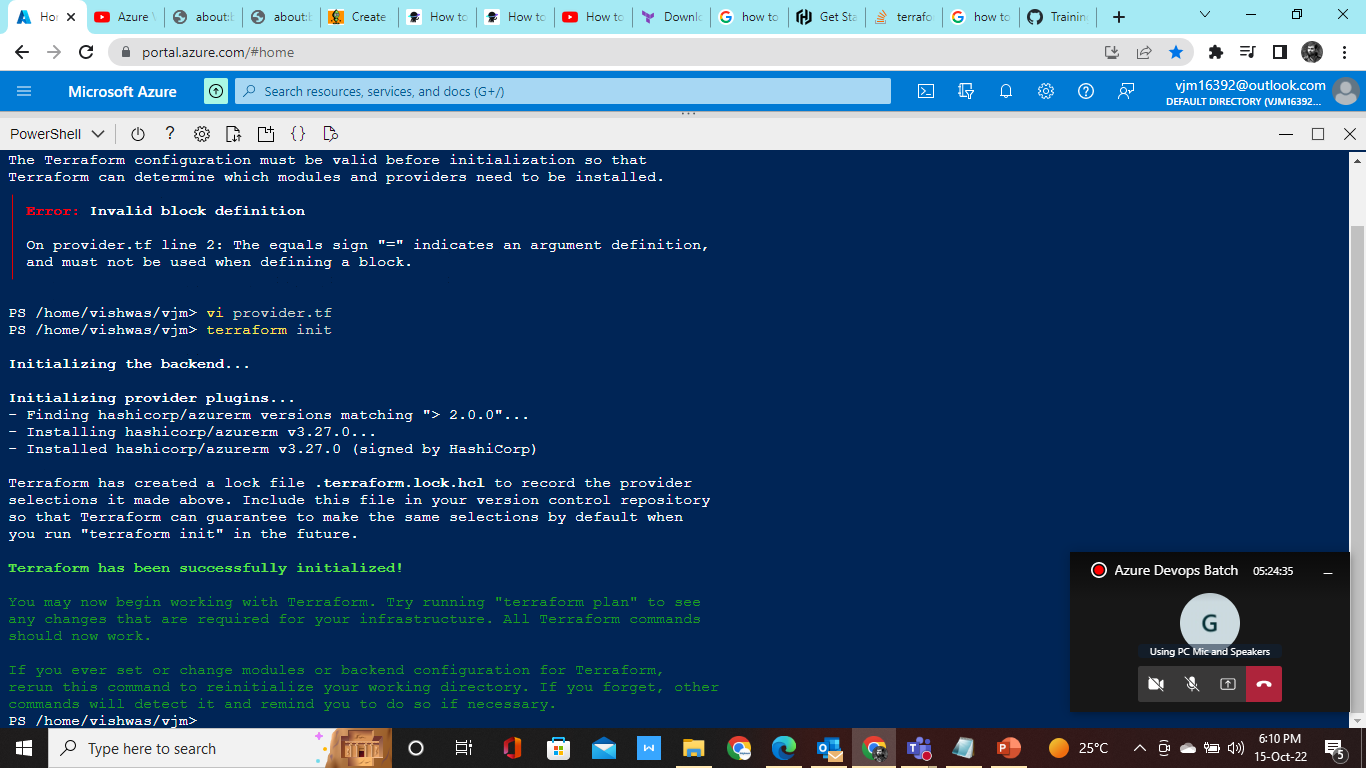 Hor
Azure \
about:b
about:b
Create
How to
How to
How to
Downlo
how to
Get Sta
terrafo
how to
Trainin
portal.azure.com/#home
Microsoft Azure
Search resources, services, and docs (G+/)
vjm16392@outlook.com
DEFAULT DIRECTORY (VJM16392...
PowerShell
The Terraform configuration must be valid before initialization so that
Terraform can determine which modules and providers need to be installed.
Error: Invalid block definition
On provider.tf line 2: The equals sign "=" indicates an argument definition,
and must not be used when defining a block.
PS /home/vishwas/vjm> vi provider.tf
PS /home/vishwas/vjm> terraform init
Initializing the backend...
Initializing provider plugins...
- Finding hashicorp/azurerm versions matching "> 2.0.0"...
- Installing hashicorp/azurerm v3.27.0...
- Installed hashicorp/azurerm v3.27.0 (signed by HashiCorp)
Terraform has created a lock file .terraform.lock.hcl to record the provider
selections it made above. Include this file in your version control repository
so that Terraform can guarantee to make the same selections by default when
you run "terraform init" in the future.
Terraform has been successfully initialized!
You may now begin working with Terraform. Try running "terraform plan" to see
any changes that are required for your infrastructure. All Terraform commands
should now work.
If you ever set or change modules or backend configuration for Terraform,
rerun this command to reinitialize your working directory. If you forget, other
commands will detect it and remind you to do so if necessary.
PS /home/vishwas/vjm>
Azure Devops Batch 05:24:35
G
Using PC Mic and Speakers
Type here to search
25°C
6:10 PM
15-Oct-22
5